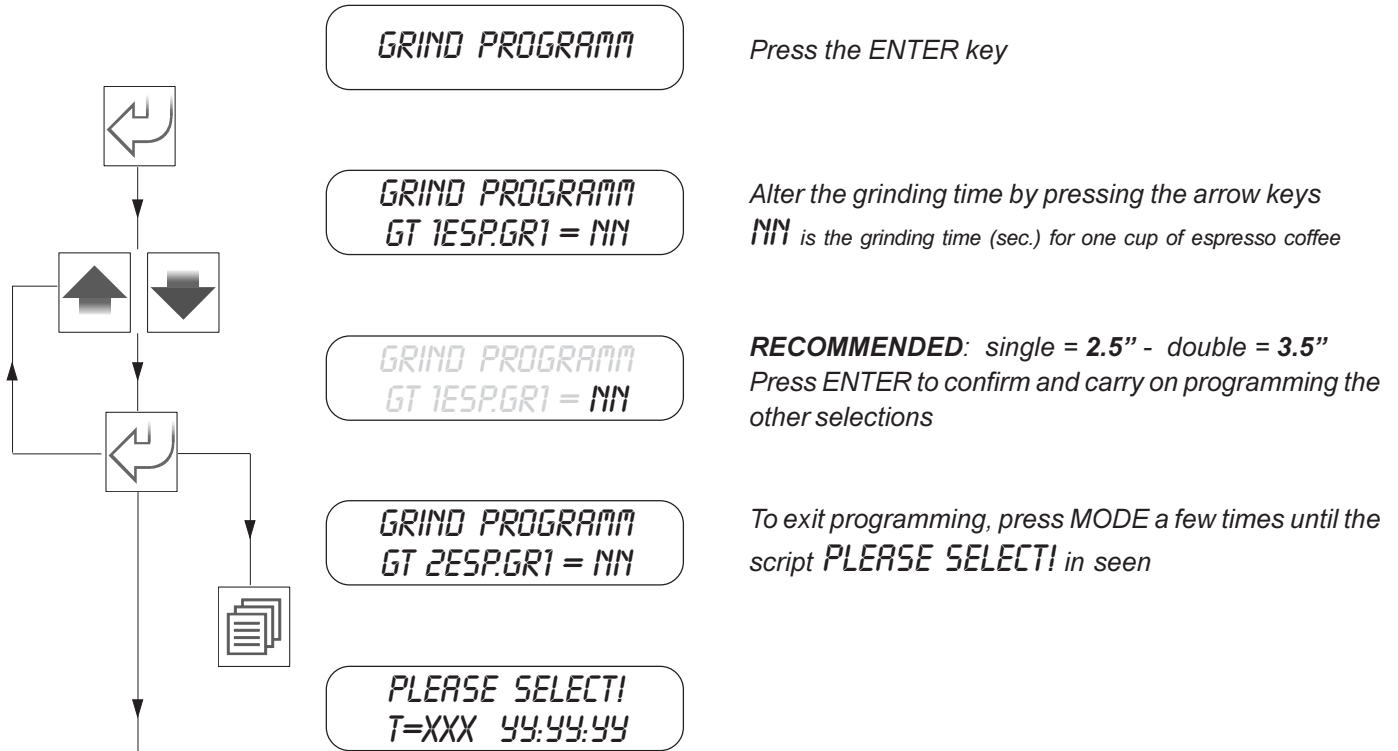 GRIND PROGRAMM
Press the ENTER key
GRIND PROGRAMM
GT 1ESP.GR1 = NN
Alter the grinding time by pressing the arrow keys
NN is the grinding time (sec.) for one cup of espresso coffee
GRIND PROGRAMM
GT 1ESP.GR1 = NN
RECOMMENDED: single = 2.5” - double = 3.5”
Press ENTER to confirm and carry on programming the
other selections
GRIND PROGRAMM
GT 2ESP.GR1 = NN
To exit programming, press MODE a few times until the
script PLEASE SELECT! in seen
PLEASE SELECT!
T=XXX YY:YY:YY